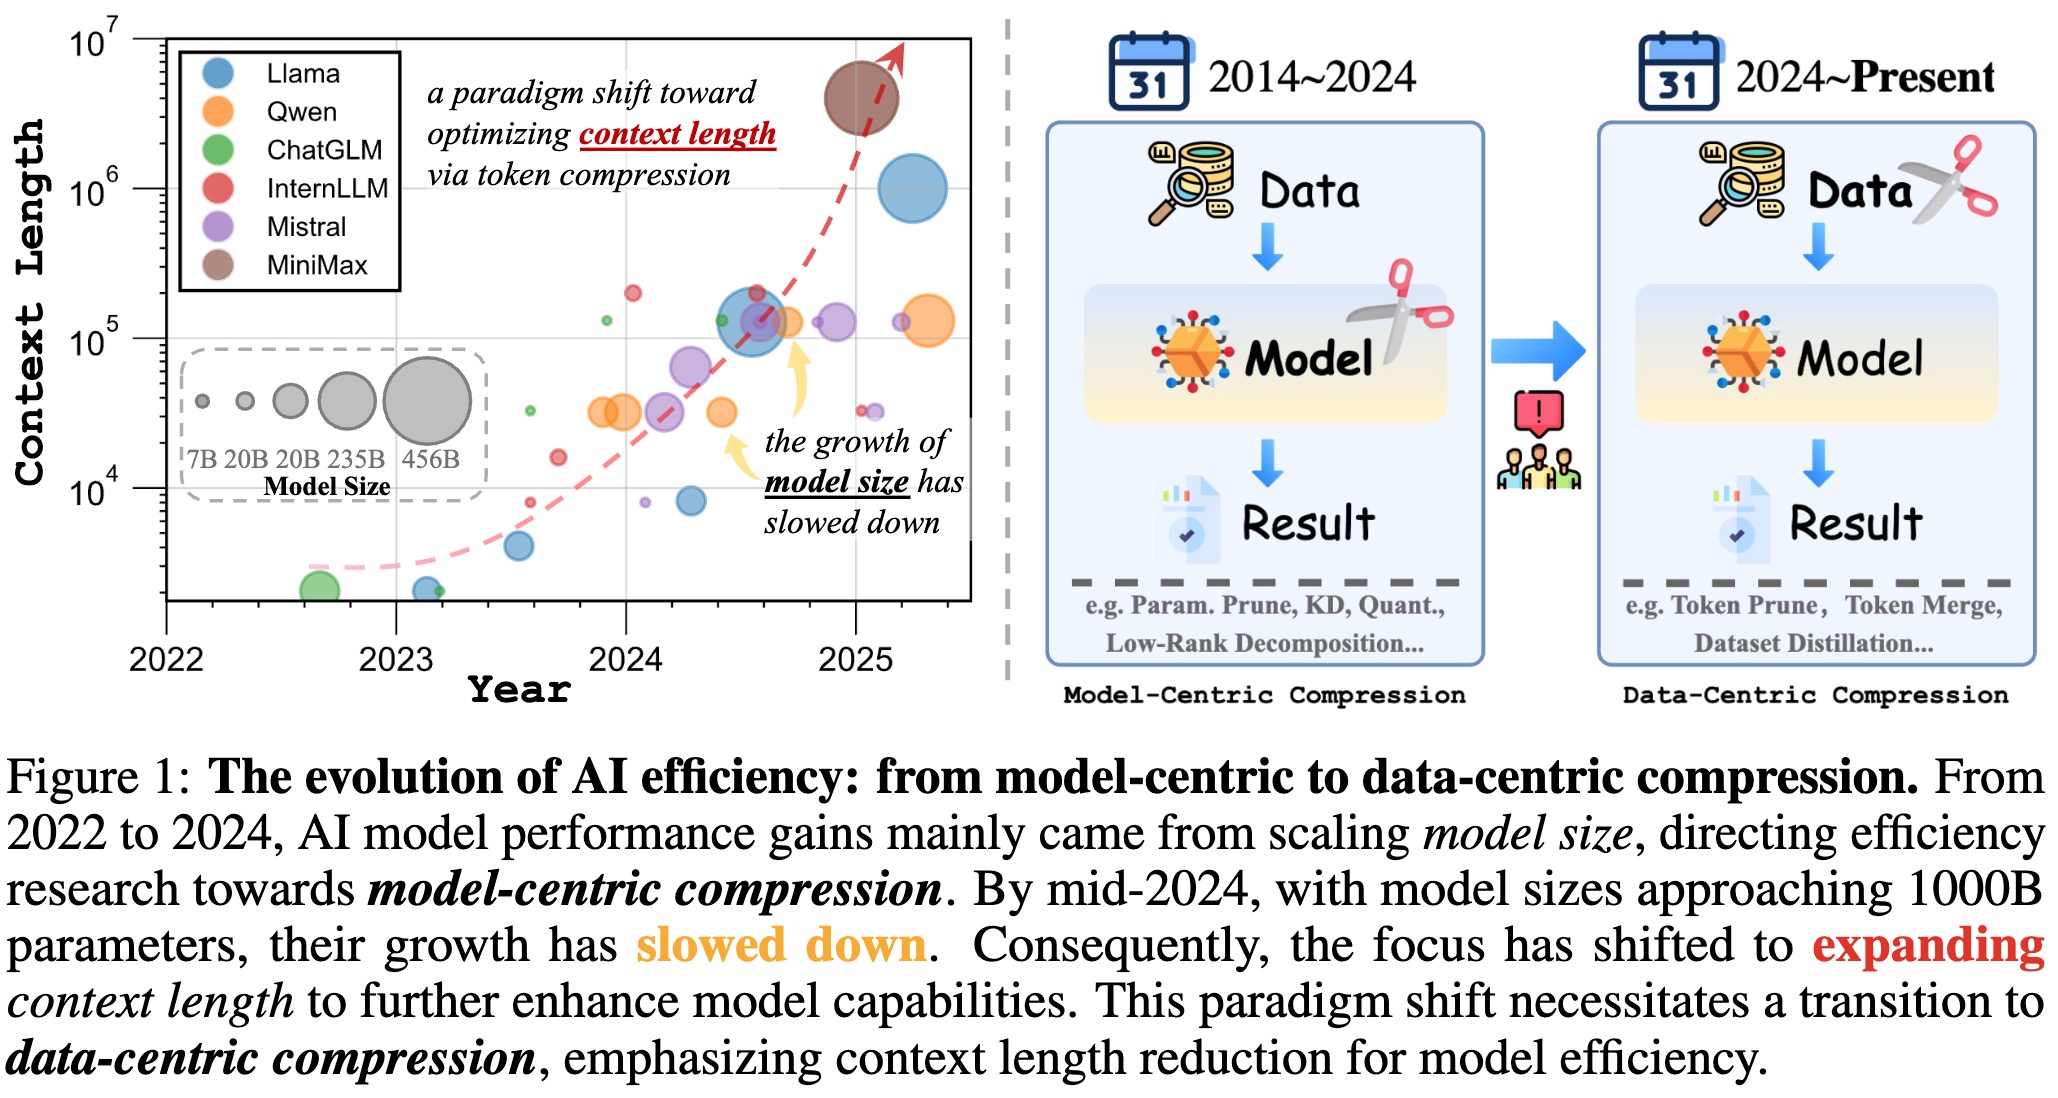 10^7
10^6
10^5
10^4
Context Length
Llama
Qwen
ChatGLM
InternLLM
Mistral
MiniMax
a paradigm shift toward
optimizing context length
via token compression
7B 20B 20B 235B 456B
Model Size
the growth of
model size has
slowed down
2022 2023 2024 2025
Year
31 2014~2024
Data
Model
Result
e.g. Param. Prune, KD, Quant.,
Low-Rank Decomposition...
Model-Centric Compression
!
31 2024~Present
Data
Model
Result
e.g. Token Prune, Token Merge,
Dataset Distillation...
Data-Centric Compression
Figure 1: The evolution of AI efficiency: from model-centric to data-centric compression. From
2022 to 2024, AI model performance gains mainly came from scaling model size, directing efficiency
research towards model-centric compression. By mid-2024, with model sizes approaching 1000B
parameters, their growth has slowed down. Consequently, the focus has shifted to expanding
context length to further enhance model capabilities. This paradigm shift necessitates a transition to
data-centric compression, emphasizing context length reduction for model efficiency.